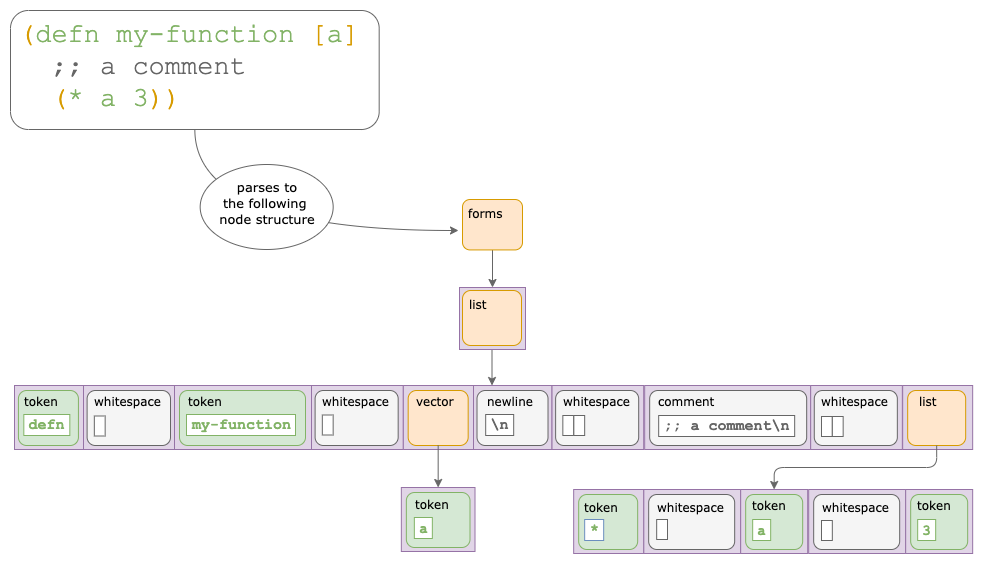 (defn my-function [a]
;; a comment
(* a 3))
parses to
the following
node structure
forms
list
token whitespace token whitespace vector newline whitespace comment whitespace list
defn my-function \n ;; a comment\n
token
a
token whitespace token whitespace token
* a 3